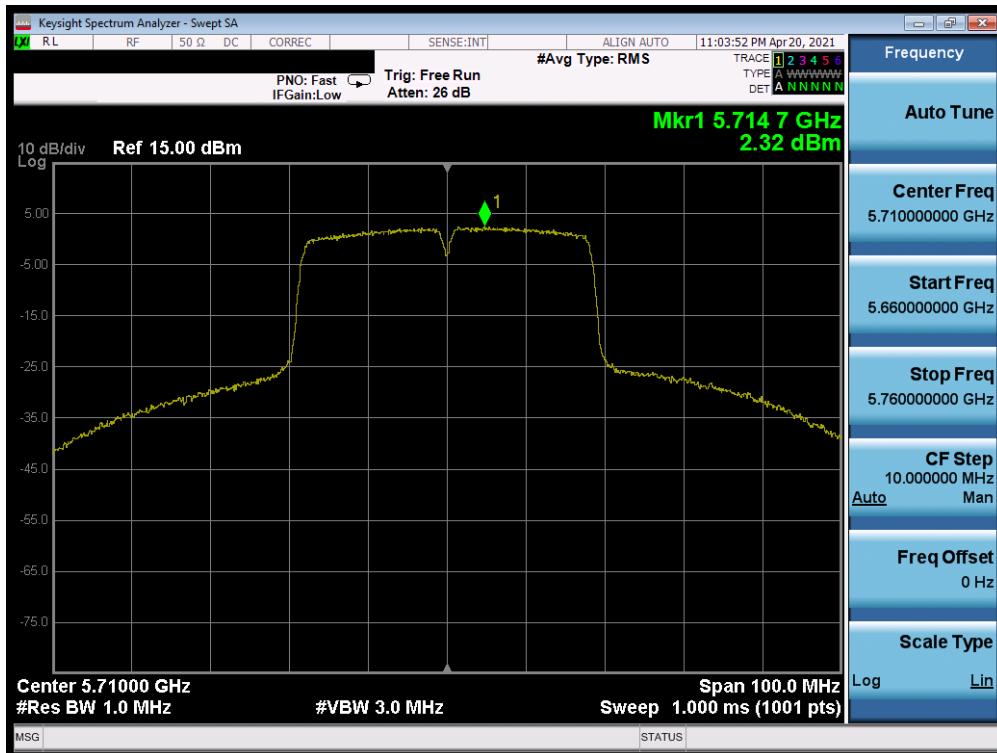 Keysight Spectrum Analyzer - Swept SA
LXI RL RF 50 Ω DC CORREC SENSE:INT ALIGN AUTO 11:03:52 PM Apr 20, 2021
#Avg Type: RMS
TRACE 1 2 3 4 5 6
PNO: Fast Trig: Free Run TYPE A WWWWW
IFGain:Low Atten: 26 dB DET A N N N N N
Mkr1 5.714 7 GHz
2.32 dBm
10 dB/div Ref 15.00 dBm
Log
1
5.00
-5.00
-15.0
-25.0
-35.0
-45.0
-55.0
-65.0
-75.0
Center 5.71000 GHz Span 100.0 MHz
#Res BW 1.0 MHz #VBW 3.0 MHz Sweep 1.000 ms (1001 pts)
MSG STATUS
Frequency
Auto Tune
Center Freq
5.710000000 GHz
Start Freq
5.660000000 GHz
Stop Freq
5.760000000 GHz
CF Step
10.000000 MHz
Auto Man
Freq Offset
0 Hz
Scale Type
Log Lin